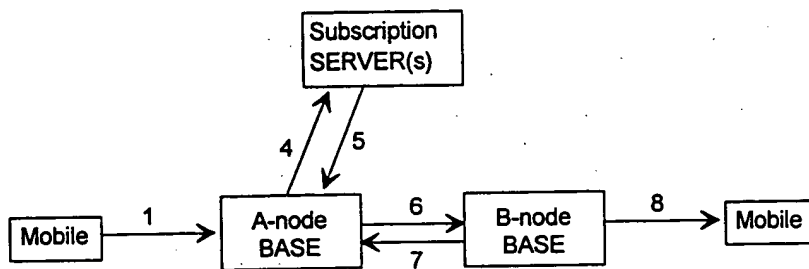 Subscription
SERVER(s)
4
5
Mobile
1
A-node
BASE
6
7
B-node
BASE
8
Mobile